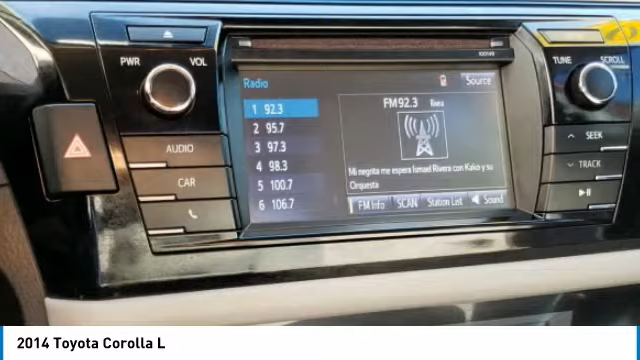 PWR VOL
TUNE SCROLL
Radio
Source
1 92.3
2 95.7
3 97.3
4 98.3
5 100.7
6 106.7
FM 92.3
Mi negrita me espera Ismael Rivera con Kako y su
Orquesta
FM Info SCAN Station List Sound
AUDIO
CAR
SEEK
TRACK
2014 Toyota Corolla L